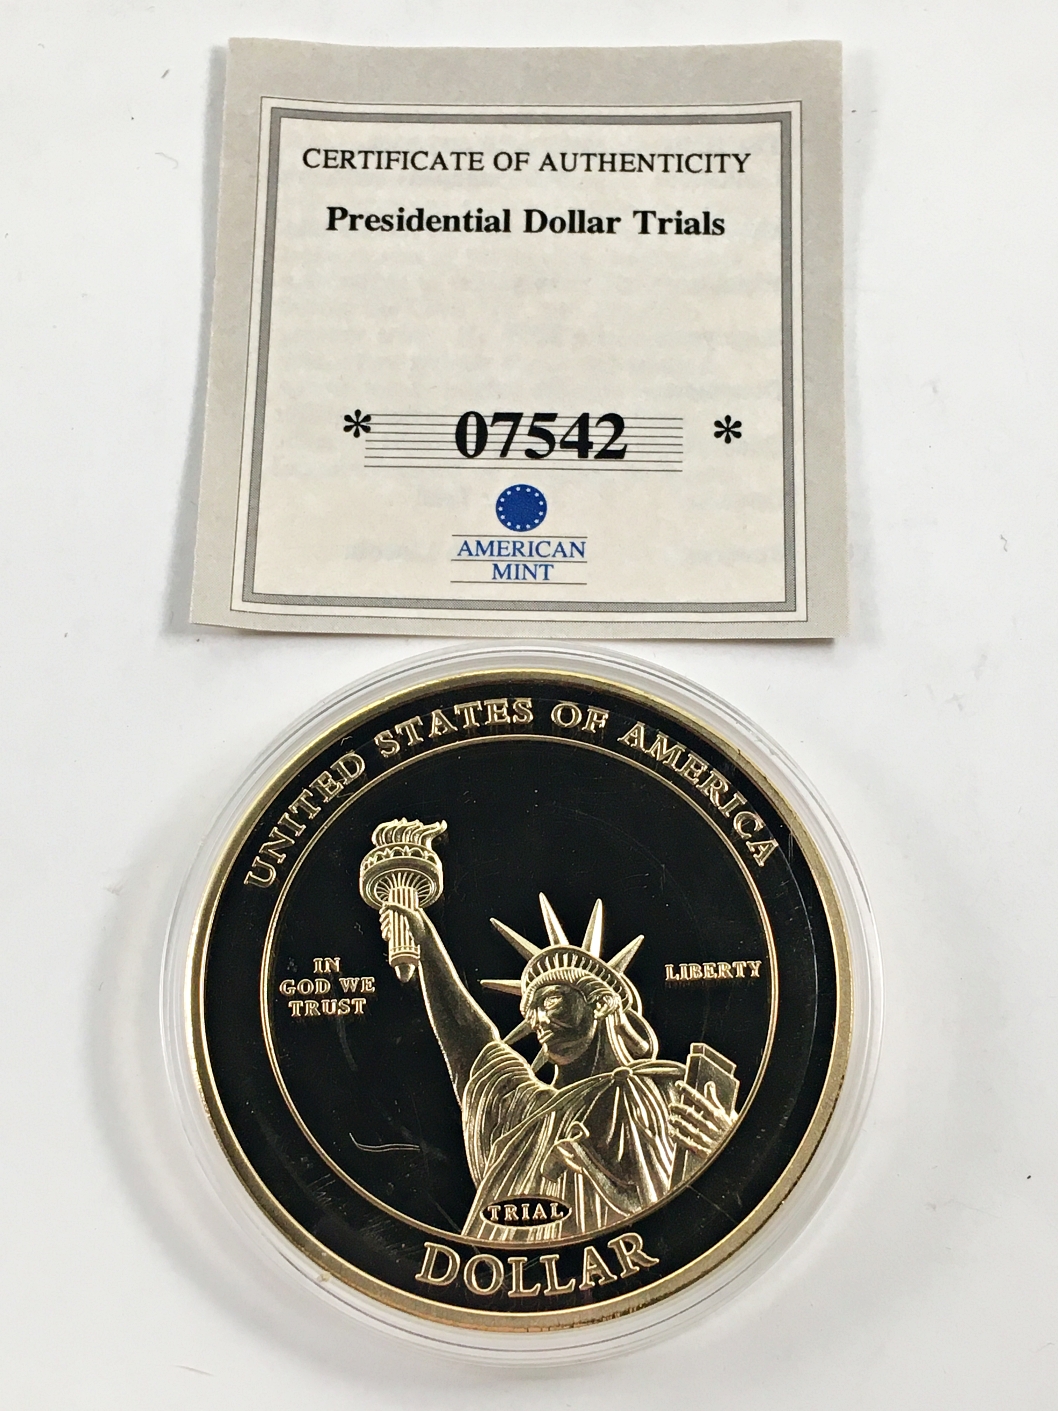 CERTIFICATE OF AUTHENTICITY
Presidential Dollar Trials
* 07542 *
AMERICAN
MINT
UNITED STATES OF AMERICA
IN
GOD WE
TRUST
LIBERTY
TRIAL
DOLLAR